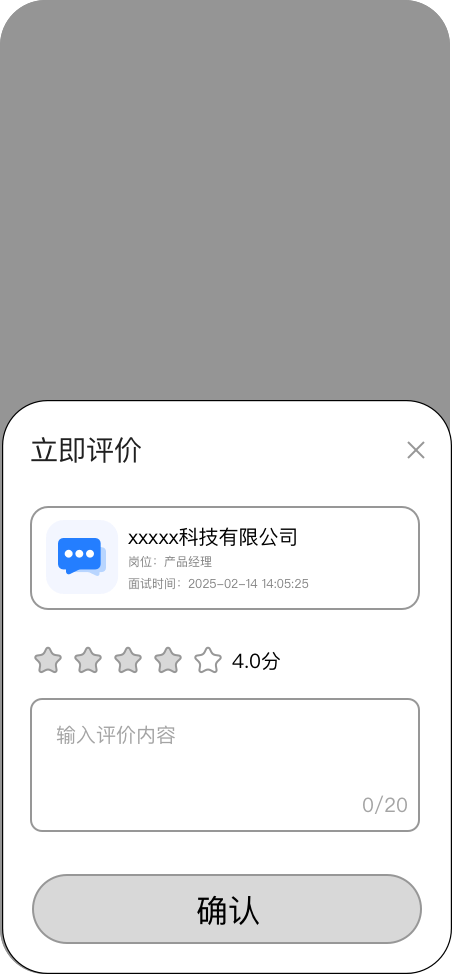 立即评价
xxxxx科技有限公司
岗位：产品经理
面试时间：2025-02-14 14:05:25
4.0分
输入评价内容
0/20
确认